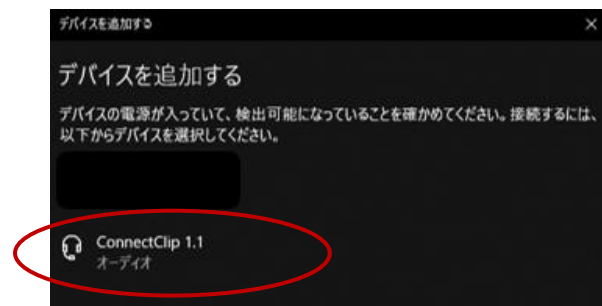 デバイスを追加する
デバイスを追加する
デバイスの電源が入っていて、検出可能になっていることを確かめてください。接続するには、
以下からデバイスを選択してください。
ConnectClip 1.1
オーディオ